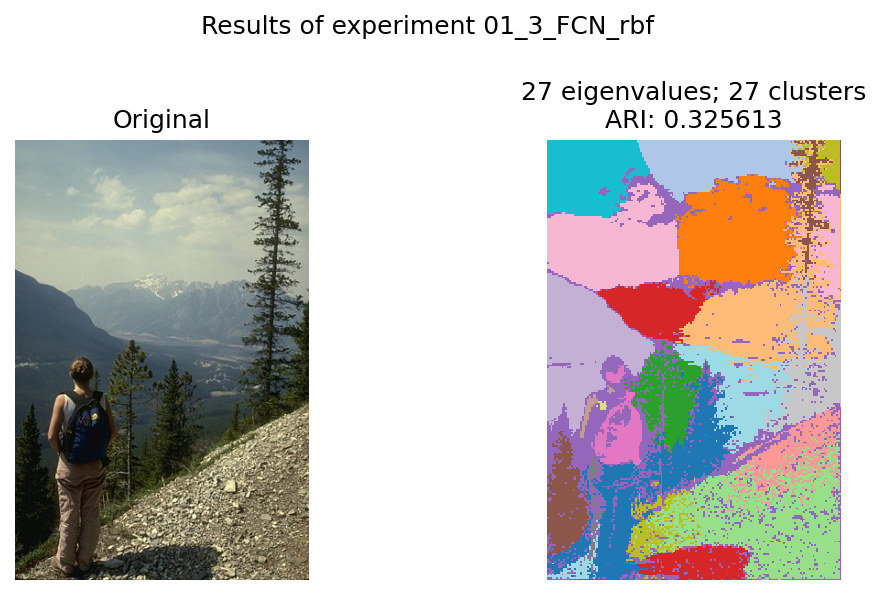 Results of experiment 01_3_FCN_rbf
Original
27 eigenvalues; 27 clusters
ARI: 0.325613